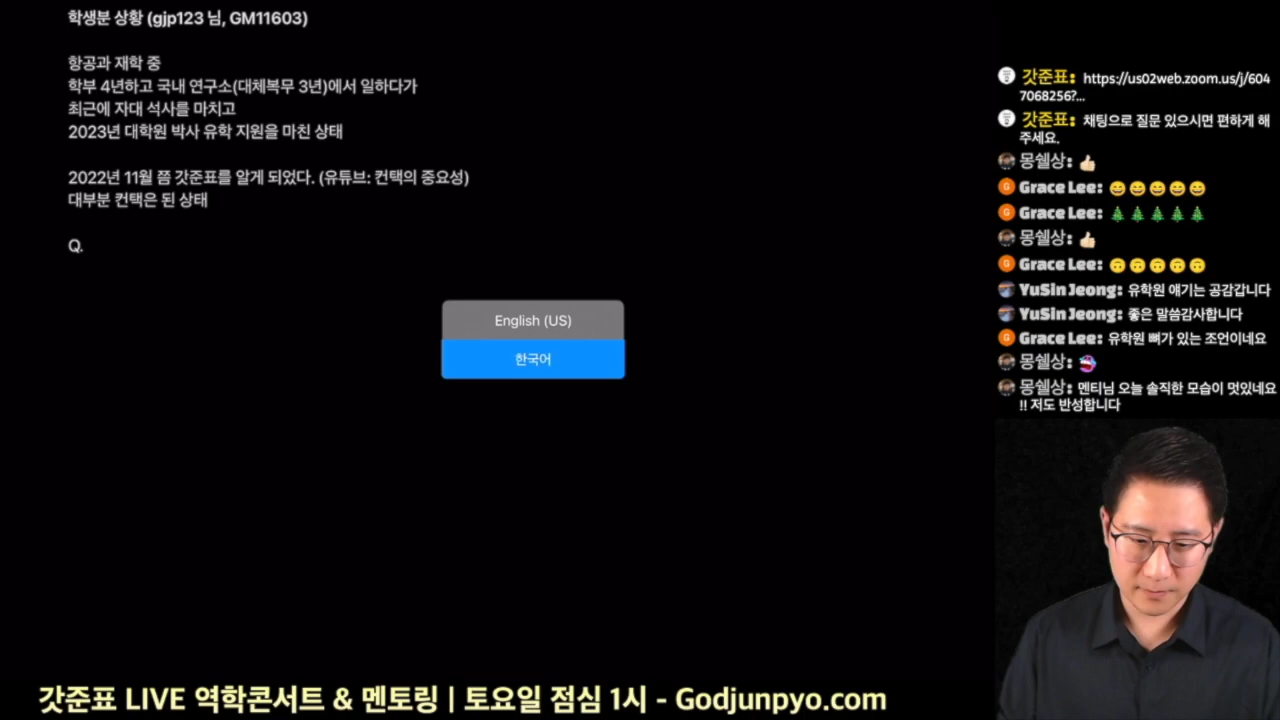 학생분 상황 (gjp123 님, GM11603)
항공과 재학 중
학부 4년하고 국내 연구소(대체복무 3년)에서 일하다가
최근에 자대 석사를 마치고
2023년 대학원 박사 유학 지원을 마친 상태
2022년 11월 쯤 갓준표를 알게 되었다. (유튜브: 컨택의 중요성)
대부분 컨택은 된 상태
Q.
English (US)
한국어
갓준표: https://us02web.zoom.us/j/604
7068256?...
갓준표: 채팅으로 질문 있으시면 편하게 해
주세요.
몽쉘상: 👍🏻
Grace Lee: 😄😄😄😄😄
Grace Lee: 🎄🎄🎄🎄🎄
몽쉘상: 👍🏻
Grace Lee: 🙃🙃🙃🙃🙃
YuSin Jeong: 유학원 얘기는 공감갑니다
YuSin Jeong: 좋은 말씀감사합니다
Grace Lee: 유학원 뼈가 있는 조언이네요
몽쉘상:
몽쉘상: 멘티님 오늘 솔직한 모습이 멋있네요
!! 저도 반성합니다
갓준표 LIVE 역학콘서트 & 멘토링 | 토요일 점심 1시 - Godjunpyo.com